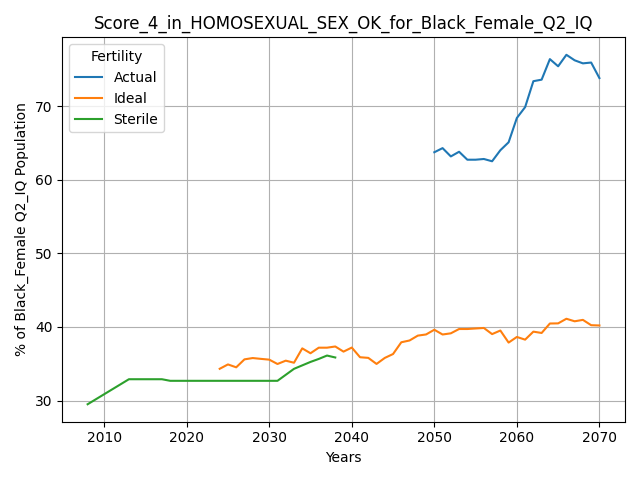 Score_4_in_HOMOSEXUAL_SEX_OK_for_Black_Female_Q2_IQ
Fertility
Actual
Ideal
Sterile
% of Black_Female Q2_IQ Population
70
60
50
40
30
2010 2020 2030 2040 2050 2060 2070
Years